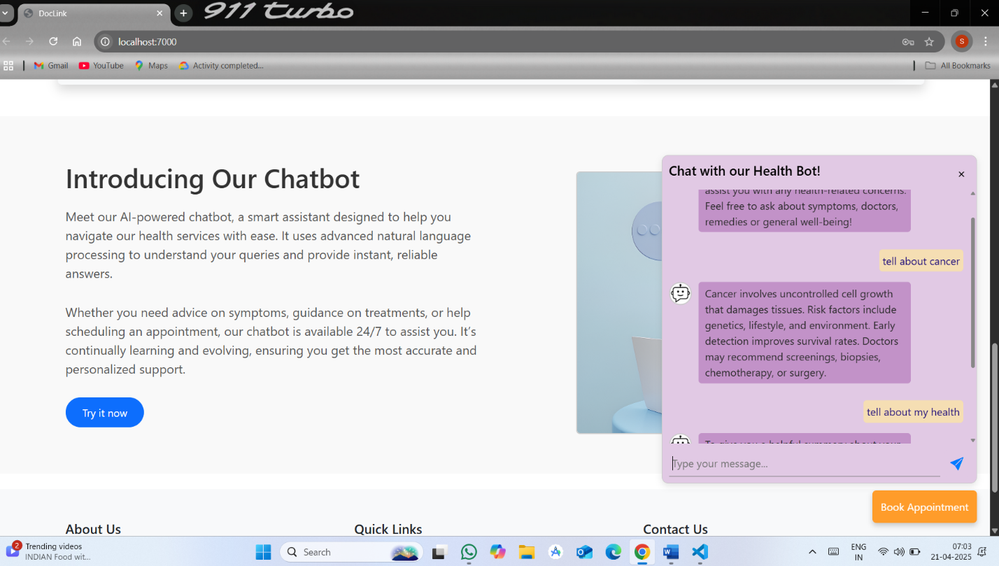 DocLink
911 turbo
localhost:7000
S
Gmail
YouTube
Maps
Activity completed...
All Bookmarks
Introducing Our Chatbot
Meet our AI-powered chatbot, a smart assistant designed to help you
navigate our health services with ease. It uses advanced natural language
processing to understand your queries and provide instant, reliable
answers.
Whether you need advice on symptoms, guidance on treatments, or help
scheduling an appointment, our chatbot is available 24/7 to assist you. It's
continually learning and evolving, ensuring you get the most accurate and
personalized support.
Try it now
Chat with our Health Bot!
×
assist you with any health-related concerns.
Feel free to ask about symptoms, doctors,
remedies or general well-being!
tell about cancer
Cancer involves uncontrolled cell growth
that damages tissues. Risk factors include
genetics, lifestyle, and environment. Early
detection improves survival rates. Doctors
may recommend screenings, biopsies,
chemotherapy, or surgery.
tell about my health
To give you a helpful summary about your
Type your message...
Book Appointment
About Us
Quick Links
Contact Us
2
Trending videos
INDIAN Food wit...
Search
ENG
IN
07:03
21-04-2025